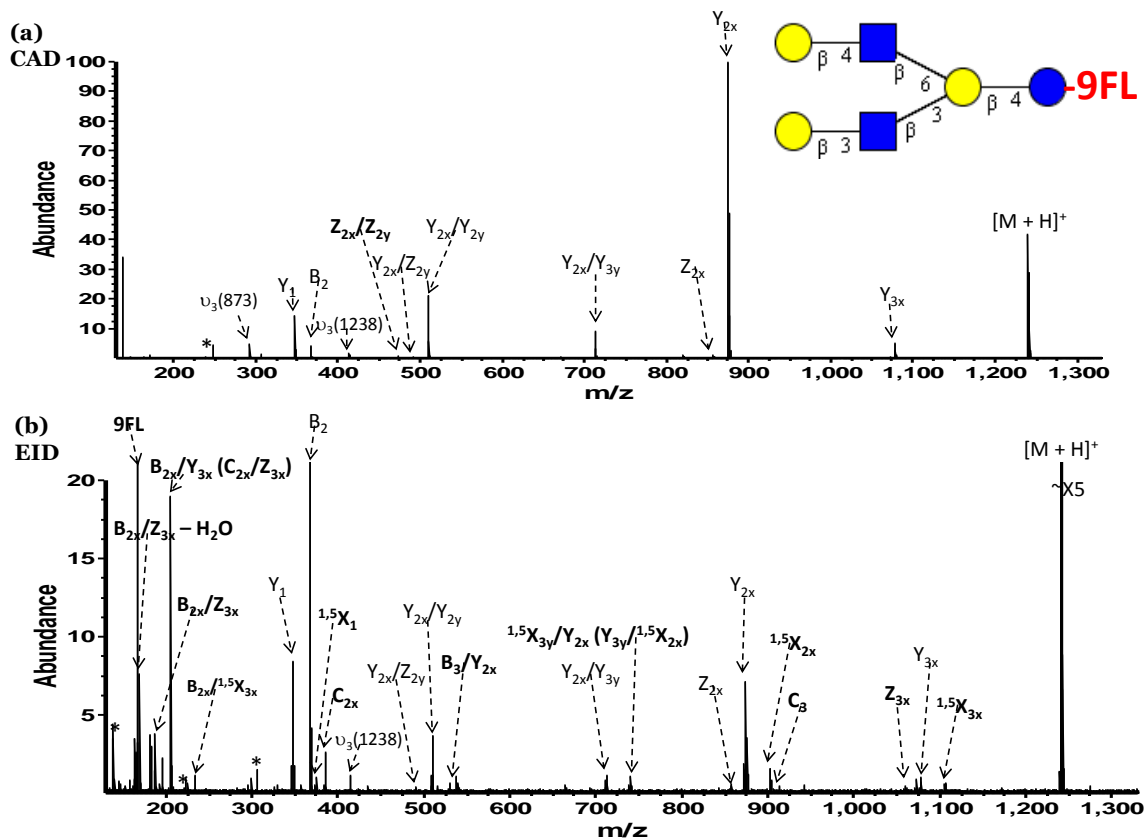 (a)
CAD
Y2x
β 4 β 6 β 4 -9FL
β 3 β 3
100
90
80
70
60
50
40
30
20
10
Abundance
[M + H]+
Z2x/Z2y
Y2x/Y2y
Y2x/Z2y
Y2x/Y3y
Z2x
Y3x
Y1
B2
υ3(873)
υ3(1238)
*
200 300 400 500 600 700 800 900 1,000 1,100 1,200 1,300
m/z
(b)
EID
9FL
B2
[M + H]+
~X5
B2x/Y3x (C2x/Z3x)
B2x/Z3x – H2O
B2x/Z3x
B2x/1,5X3x
Y1
1,5X1
C2x
υ3(1238)
Y2x/Z2y
Y2x/Y2y
B3/Y2x
1,5X3y/Y2x (Y3y/1,5X2x)
Y2x/Y3y
Z2x
Y2x
1,5X2x
C3
Z3x
Y3x
1,5X3x
* * *
20
15
10
5
Abundance
200 300 400 500 600 700 800 900 1,000 1,100 1,200 1,300
m/z